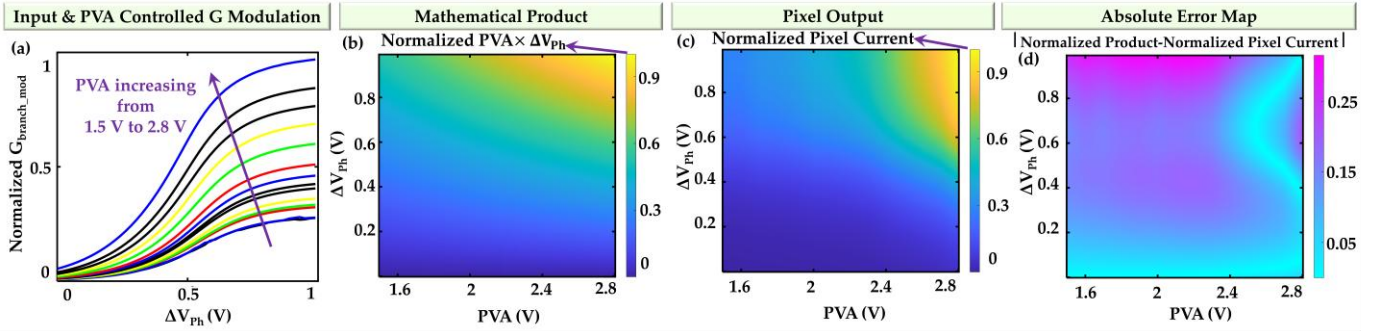 Input & PVA Controlled G Modulation
Mathematical Product
Pixel Output
Absolute Error Map
(a)
PVA increasing
from
1.5 V to 2.8 V
Normalized G_branch_mod
1
0.5
0
0
0.5
1
ΔV_Ph (V)
(b)
Normalized PVA× ΔV_Ph
ΔV_Ph (V)
0.8
0.6
0.4
0.2
1.6
2
2.4
2.8
PVA (V)
0.9
0.6
0.3
0
(c)
Normalized Pixel Current
ΔV_Ph (V)
0.8
0.6
0.4
0.2
1.6
2
2.4
2.8
PVA (V)
0.9
0.6
0.3
0
|Normalized Product-Normalized Pixel Current|
(d)
ΔV_Ph (V)
0.8
0.6
0.4
0.2
1.6
2
2.4
2.8
PVA (V)
0.25
0.15
0.05